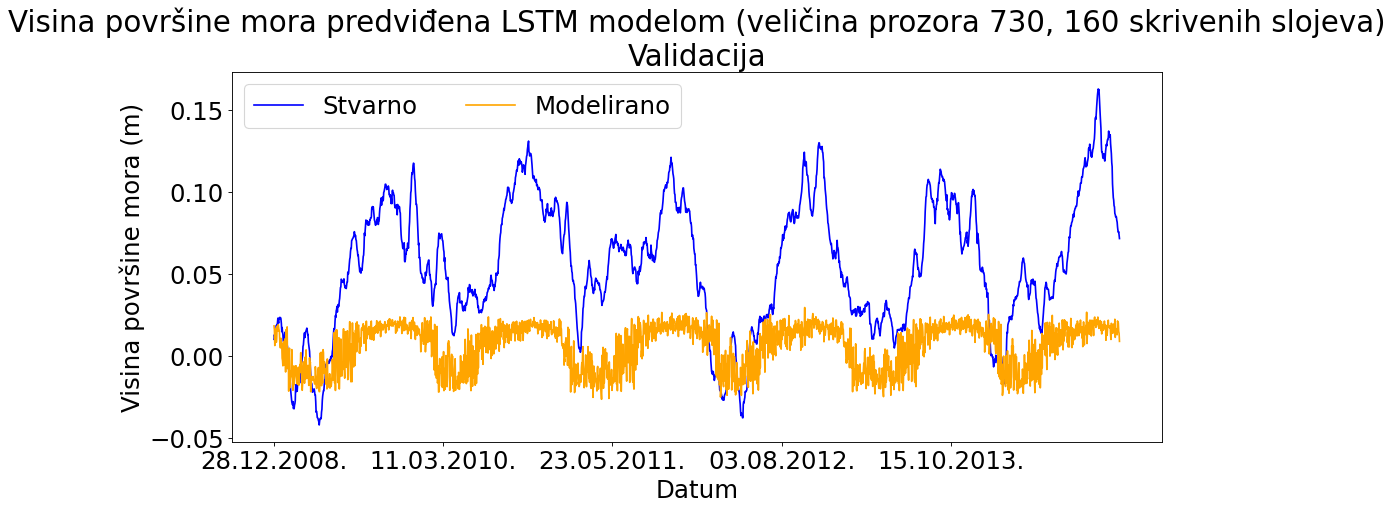 Visina površine mora predviđena LSTM modelom (veličina prozora 730, 160 skrivenih slojeva)
Validacija
Stvarno Modelirano
Visina površine mora (m)
0.15
0.10
0.05
0.00
−0.05
28.12.2008. 11.03.2010. 23.05.2011. 03.08.2012. 15.10.2013.
Datum